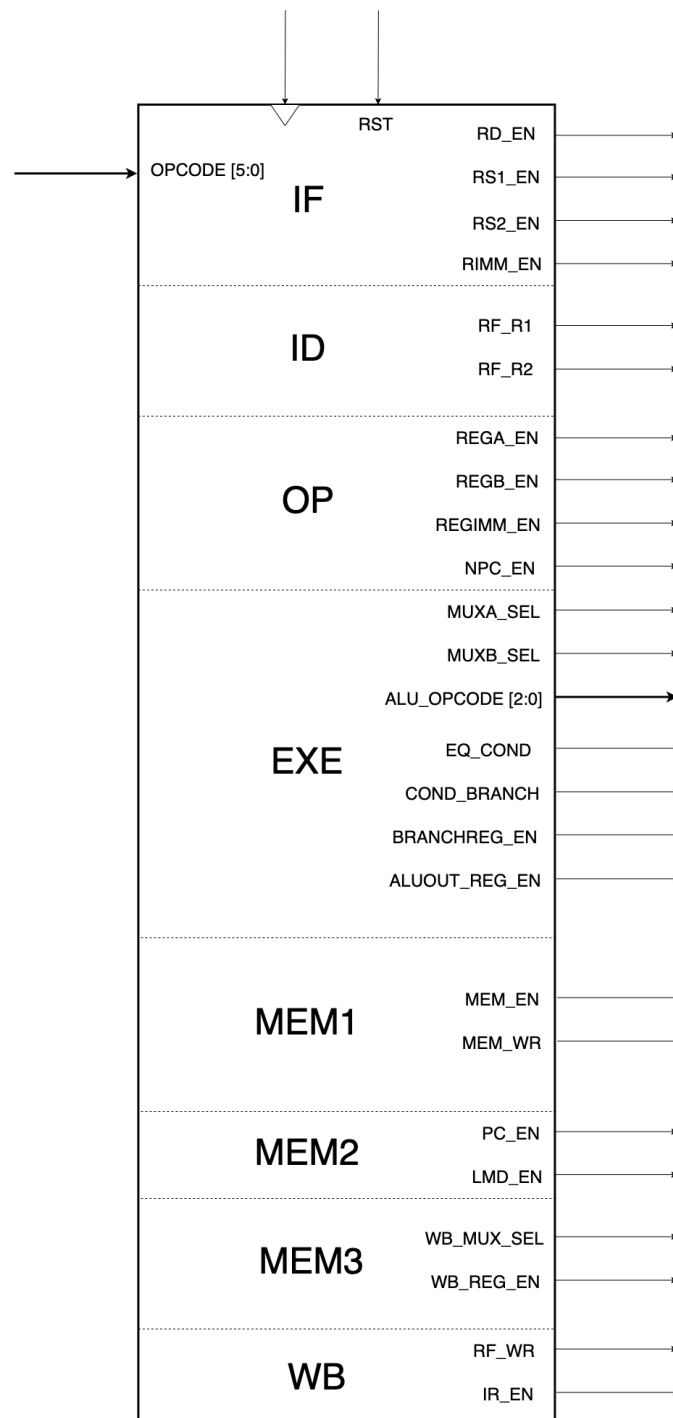 RST
RD_EN
OPCODE [5:0]
RS1_EN
IF
RS2_EN
RIMM_EN
RF_R1
ID
RF_R2
REGA_EN
REGB_EN
OP
REGIMM_EN
NPC_EN
MUXA_SEL
MUXB_SEL
ALU_OPCODE [2:0]
EQ_COND
EXE
COND_BRANCH
BRANCHREG_EN
ALUOUT_REG_EN
MEM_EN
MEM1
MEM_WR
PC_EN
MEM2
LMD_EN
WB_MUX_SEL
MEM3
WB_REG_EN
RF_WR
WB
IR_EN